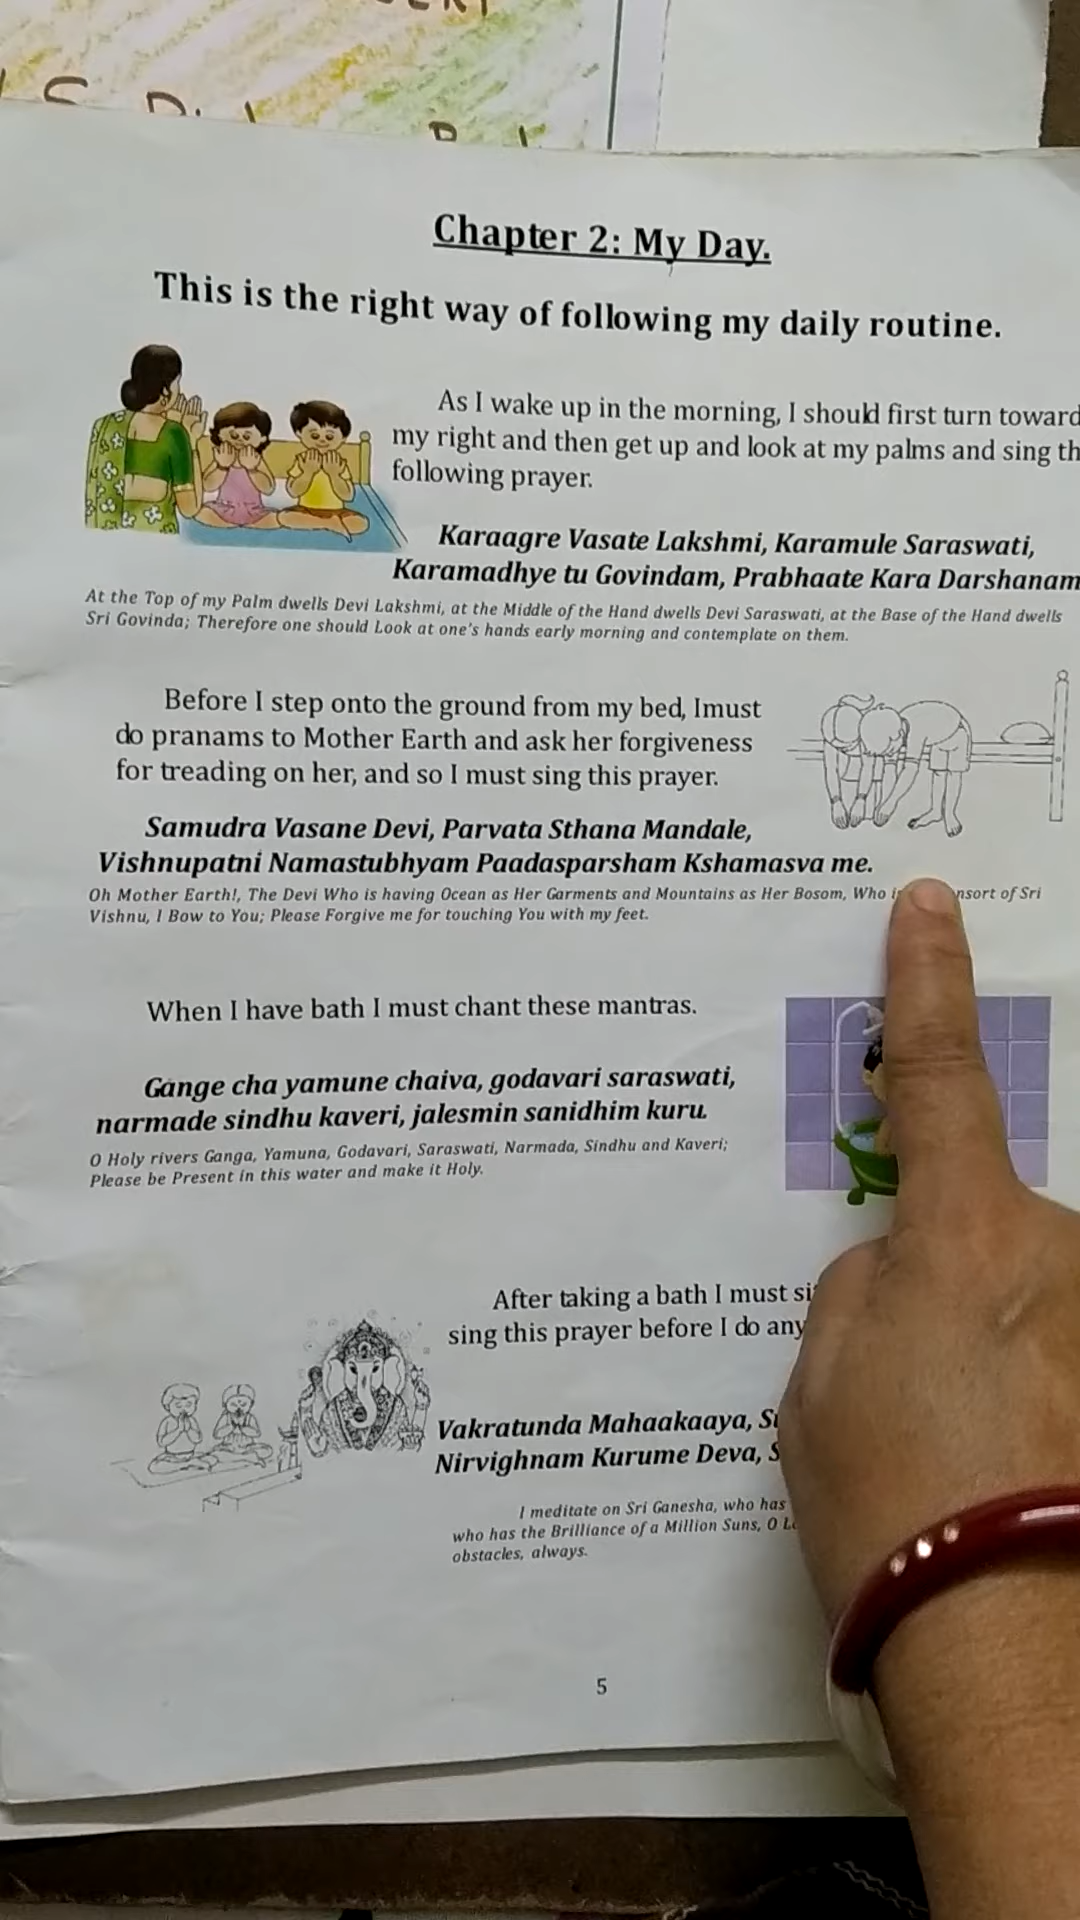 Chapter 2: My Day.
This is the right way of following my daily routine.
As I wake up in the morning, I should first turn
my right and then get up and look at my palms and sing
following prayer.
Karaagre Vasate Lakshmi, Karamule Saraswati,
Karamadhye tu Govindam, Prabhaate Kara Darshanam
At the Top of my Palm dwells Devi Lakshmi, at the Middle of the Hand dwells Devi Saraswati, at the Base of the Hand dwells
Sri Govinda; Therefore one should Look at one's hands early morning and contemplate on them.
Before I step onto the ground from my bed, Imust
do pranams to Mother Earth and ask her forgiveness
for treading on her, and so I must sing this prayer.
Samudra Vasane Devi, Parvata Sthana Mandale,
Vishnupatni Namastubhyam Paadasparsham Kshamasva me.
Oh Mother Earth!, The Devi Who is having Ocean as Her Garments and Mountains as Her Bosom, Who of Sri
Vishnu, I Bow to You; Please Forgive me for touching You with my feet.
When I have bath I must chant these mantras.
Gange cha yamune chaiva, godavari saraswati,
narmade sindhu kaveri, jalesmin sanidhim kuru.
O Holy rivers Ganga, Yamuna, Godavari, Saraswati, Narmada, Sindhu and Kaveri;
Please be Present in this water and make it Holy.
After taking a bath I must
sing this prayer before I do
Vakratunda Mahaakaaya,
Nirvighnam Kurume Deva,
I meditate on Sri Ganesha, who has
who has the Brilliance of a Million Suns, O
obstacles, always.
5